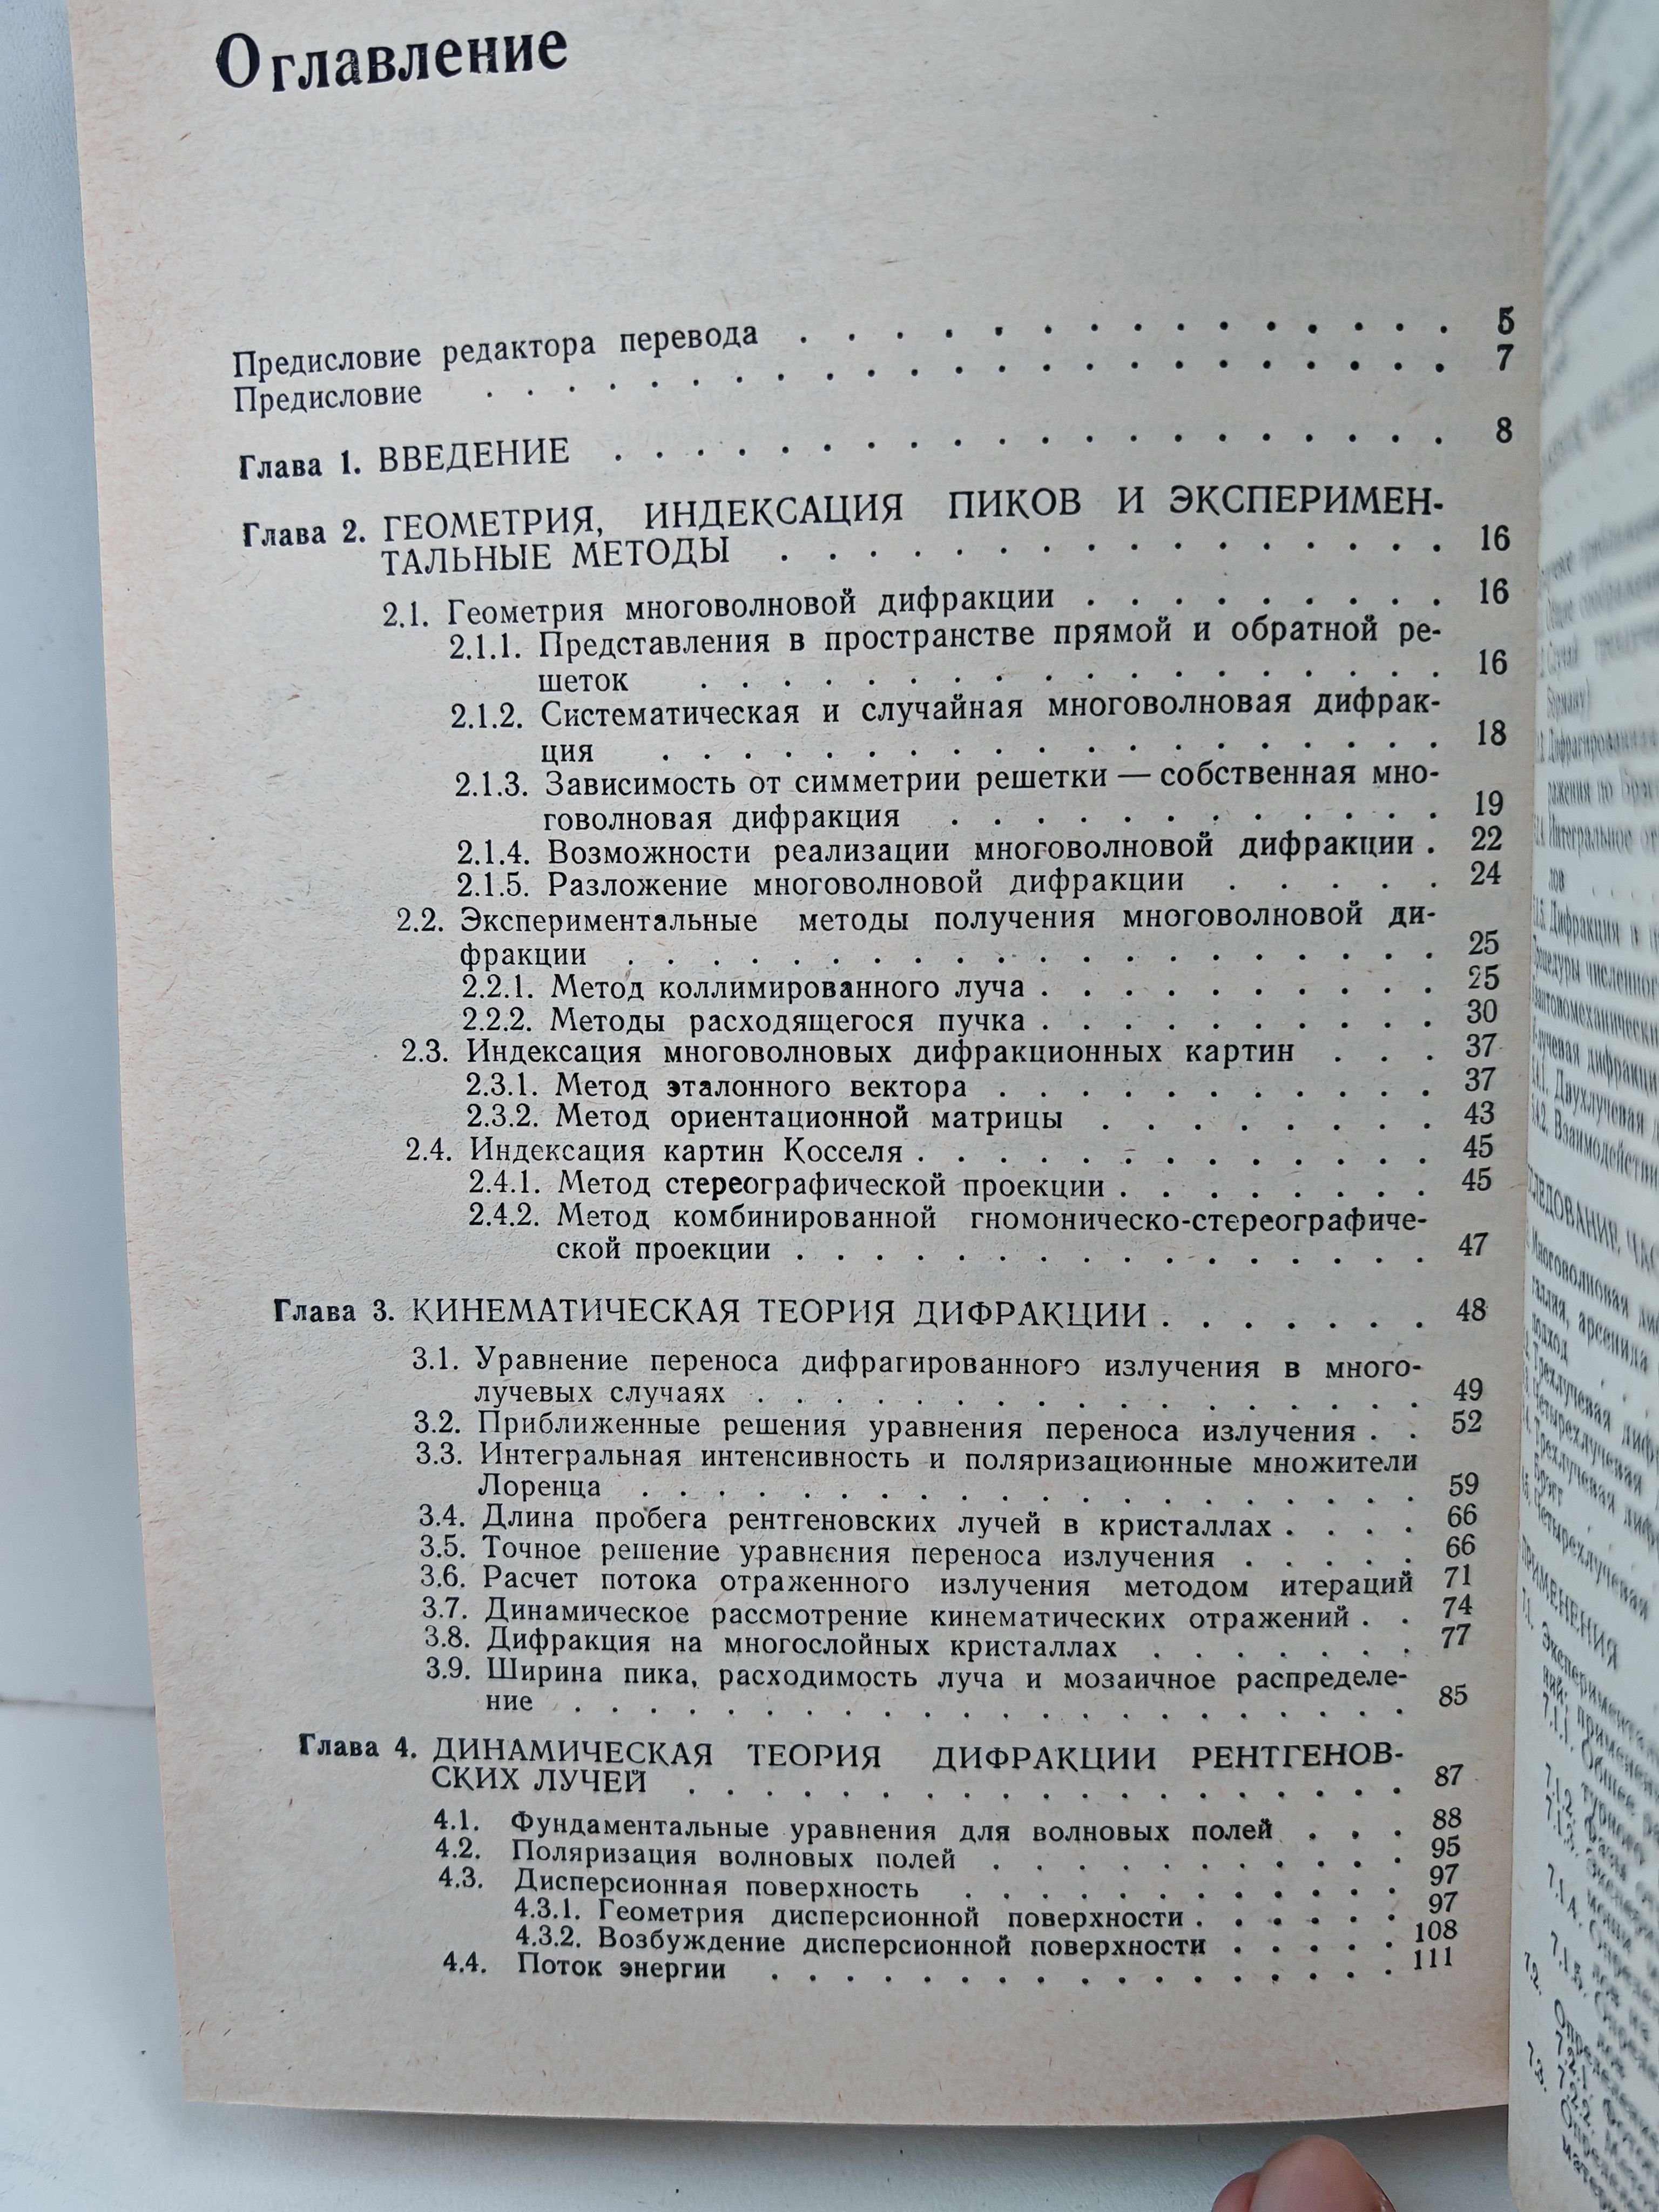 Оглавление
Предисловие редактора перевода . . . . . . . . . . . . . . 5
Предисловие . . . . . . . . . . . . . . . . . . . 7
Глава 1. ВВЕДЕНИЕ . . . . . . . . . . . . . . . . 8
Глава 2. ГЕОМЕТРИЯ, ИНДЕКСАЦИЯ ПИКОВ И ЭКСПЕРИМЕН-
ТАЛЬНЫЕ МЕТОДЫ . . . . . . . . . . . . . . . 16
2.1. Геометрия многоволновой дифракции . . . . . . . . . 16
2.1.1. Представления в пространстве прямой и обратной ре-
шеток . . . . . . . . . . . . . . . . . 16
2.1.2. Систематическая и случайная многоволновая дифрак-
ция . . . . . . . . . . . . . . . . . . 18
2.1.3. Зависимость от симметрии решетки — собственная мно-
говолновая дифракция . . . . . . . . . . . . 19
2.1.4. Возможности реализации многоволновой дифракции . 22
2.1.5. Разложение многоволновой дифракции . . . . . 24
2.2. Экспериментальные методы получения многоволновой ди-
фракции . . . . . . . . . . . . . . . . . . 25
2.2.1. Метод коллимированного луча . . . . . . . . . . 25
2.2.2. Методы расходящегося пучка . . . . . . . . . . 30
2.3. Индексация многоволновых дифракционных картин . . . 37
2.3.1. Метод эталонного вектора . . . . . . . . . . . 37
2.3.2. Метод ориентационной матрицы . . . . . . . . 43
2.4. Индексация картин Косселя . . . . . . . . . . . . . 45
2.4.1. Метод стереографической проекции . . . . . . . . 45
2.4.2. Метод комбинированной гномоническо-стереографиче-
ской проекции . . . . . . . . . . . . . . . . 47
Глава 3. КИНЕМАТИЧЕСКАЯ ТЕОРИЯ ДИФРАКЦИИ . . . . . . . 48
3.1. Уравнение переноса дифрагированного излучения в много-
лучевых случаях . . . . . . . . . . . . . . . . . 49
3.2. Приближенные решения уравнения переноса излучения . . 52
3.3. Интегральная интенсивность и поляризационные множители
Лоренца . . . . . . . . . . . . . . . . . . . 59
3.4. Длина пробега рентгеновских лучей в кристаллах . . . . 66
3.5. Точное решение уравнения переноса излучения . . . . . 66
3.6. Расчет потока отраженного излучения методом итераций 71
3.7. Динамическое рассмотрение кинематических отражений . . 74
3.8. Дифракция на многослойных кристаллах . . . . . . . 77
3.9. Ширина пика, расходимость луча и мозаичное распределе-
ние . . . . . . . . . . . . . . . . . . . . . 85
Глава 4. ДИНАМИЧЕСКАЯ ТЕОРИЯ ДИФРАКЦИИ РЕНТГЕНОВ-
СКИХ ЛУЧЕЙ . . . . . . . . . . . . . . . . . . 87
4.1. Фундаментальные уравнения для волновых полей . . . 88
4.2. Поляризация волновых полей . . . . . . . . . . . 95
4.3. Дисперсионная поверхность . . . . . . . . . . . . 97
4.3.1. Геометрия дисперсионной поверхности . . . . . . 97
4.3.2. Возбуждение дисперсионной поверхности . . . . . 108
4.4. Поток энергии . . . . . . . . . . . . . . . . . 111